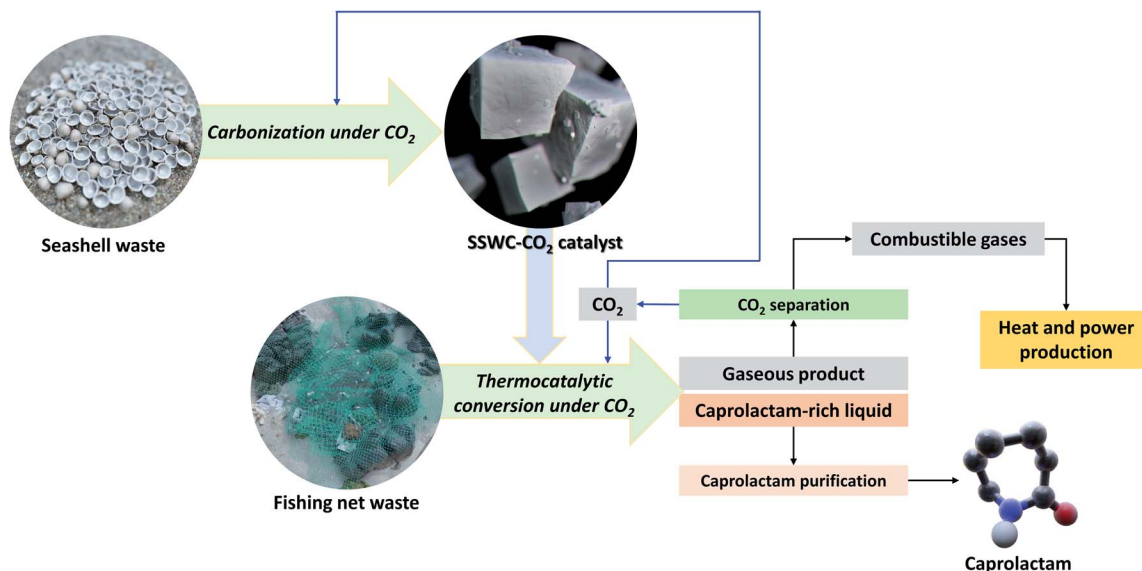 Carbonization under CO₂
Seashell waste
SSWC-CO₂ catalyst
Combustible gases
CO₂
CO₂ separation
Heat and power
production
Thermocatalytic
conversion under CO₂
Gaseous product
Caprolactam-rich liquid
Caprolactam purification
Fishing net waste
Caprolactam